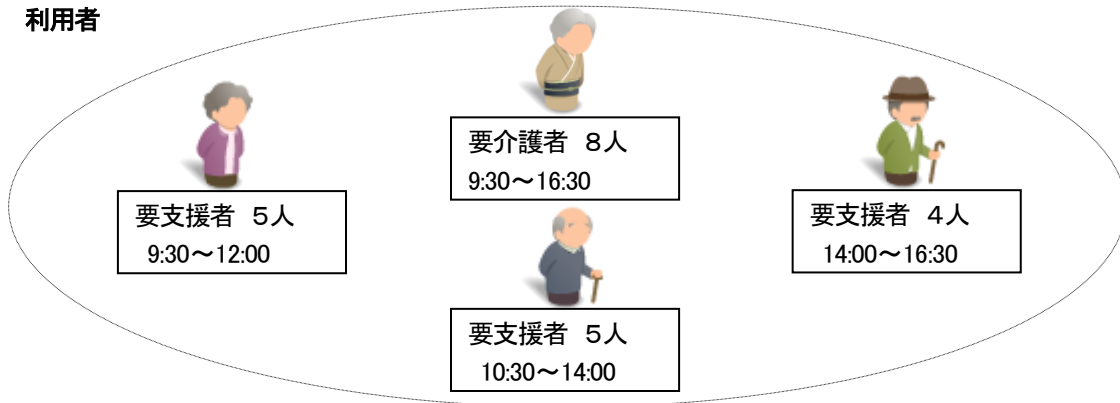 利用者
要介護者 8人
9:30～16:30
要支援者 5人
9:30～12:00
要支援者 4人
14:00～16:30
要支援者 5人
10:30～14:00